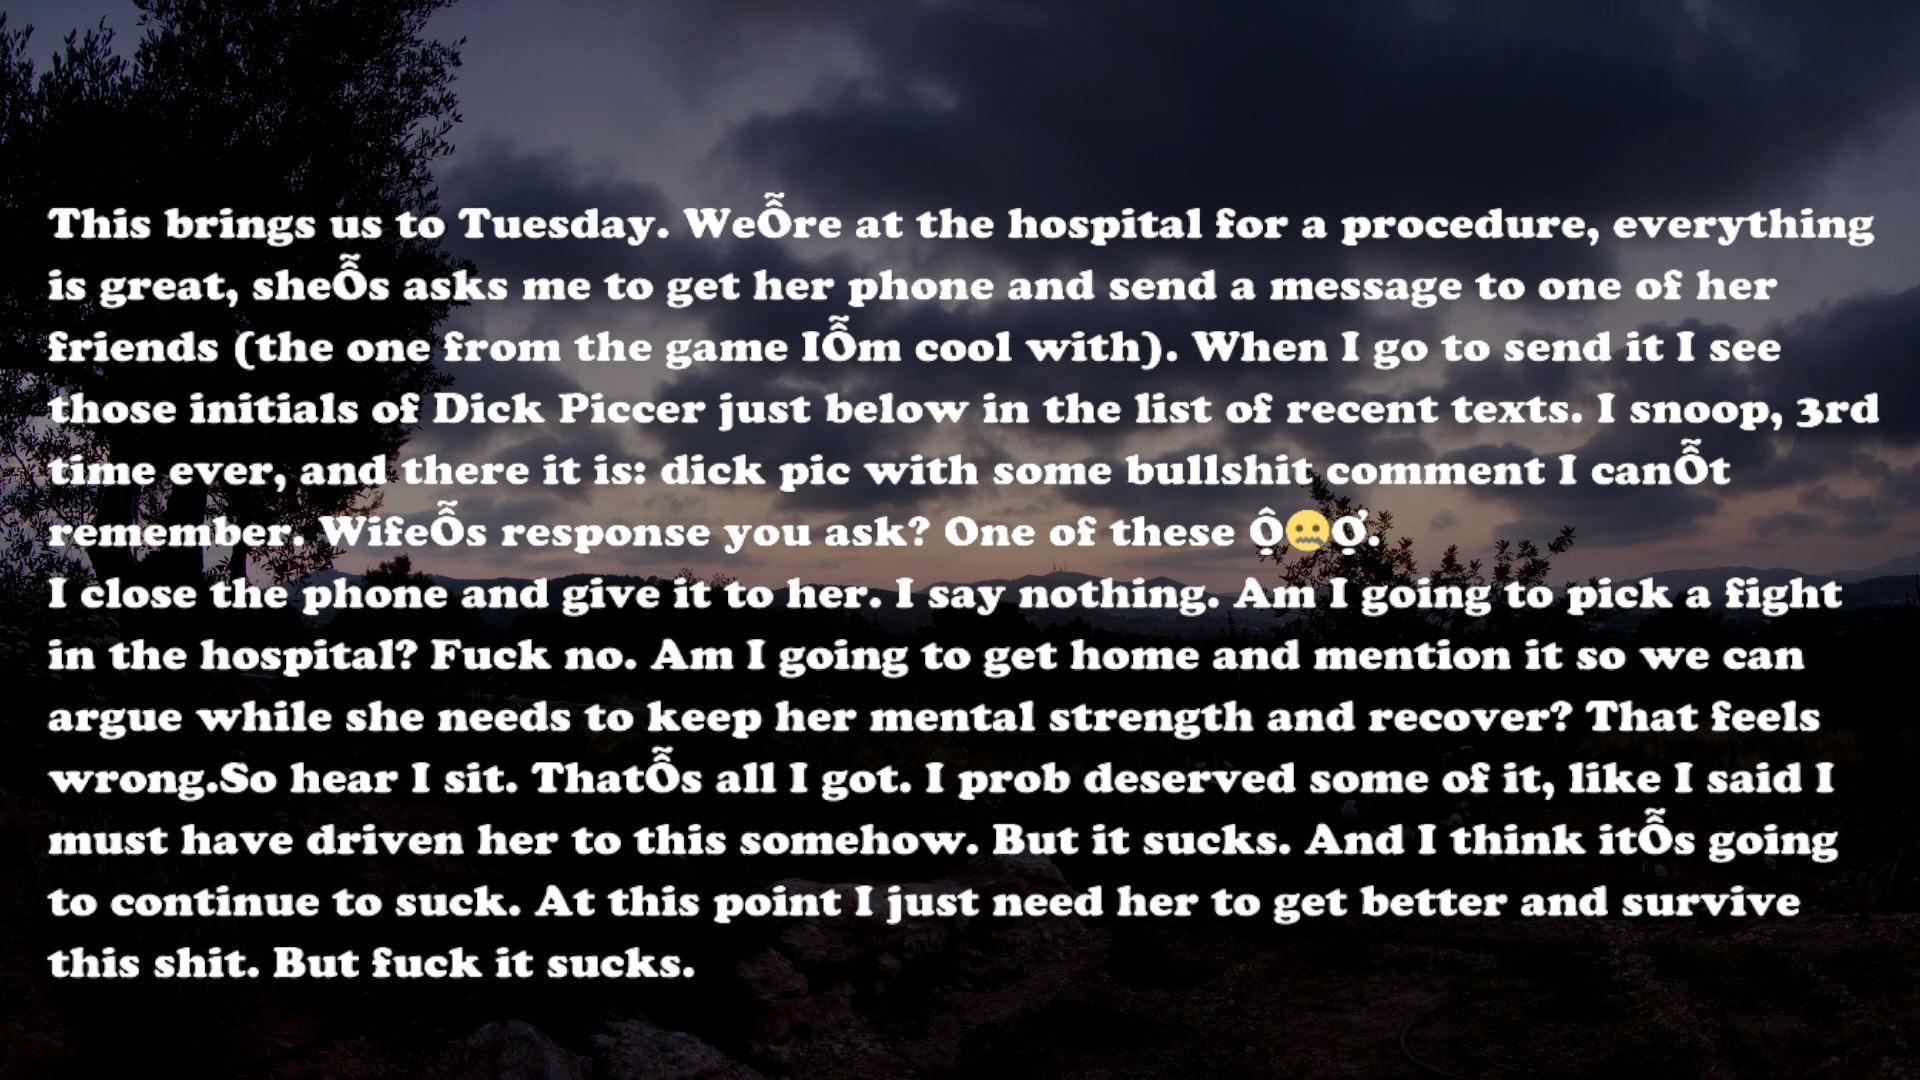 This brings us to Tuesday. WeỖre at the hospital for a procedure, everything
is great, sheỖs asks me to get her phone and send a message to one of her
friends (the one from the game IỖm cool with). When I go to send it I see
those initials of Dick Piccer just below in the list of recent texts. I snoop, 3rd
time ever, and there it is: dick pic with some bullshit comment I canỖt
remember. WifeỖs response you ask? One of these Ộ🤐Ợ.
I close the phone and give it to her. I say nothing. Am I going to pick a fight
in the hospital? Fuck no. Am I going to get home and mention it so we can
argue while she needs to keep her mental strength and recover? That feels
wrong.So hear I sit. ThatỖs all I got. I prob deserved some of it, like I said I
must have driven her to this somehow. But it sucks. And I think itỖs going
to continue to suck. At this point I just need her to get better and survive
this shit. But fuck it sucks.